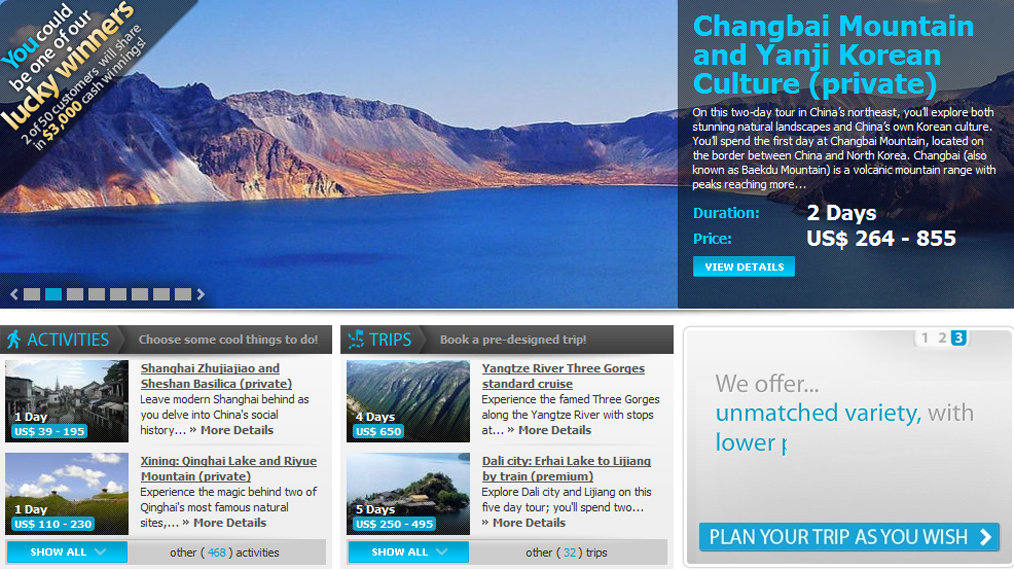 You could
be one of our
lucky winners
2 of 50 customers will share
in $3,000 cash winnings!
Changbai Mountain
and Yanji Korean
Culture (private)
On this two-day tour in China's northeast, you'll explore both
stunning natural landscapes and China's own Korean culture.
You'll spend the first day at Changbai Mountain, located on
the border between China and North Korea. Changbai (also
known as Baekdu Mountain) is a volcanic mountain range with
peaks reaching more...
Duration: 2 Days
Price: US$ 264 - 855
VIEW DETAILS
ACTIVITIES Choose some cool things to do!
Shanghai Zhujiajiao and
Sheshan Basilica (private)
Leave modern Shanghai behind as
you delve into China's social
history... » More Details
1 Day
US$ 39 - 195
Xining: Qinghai Lake and Riyue
Mountain (private)
Experience the magic behind two of
Qinghai's most famous natural
sites,... » More Details
1 Day
US$ 110 - 230
SHOW ALL other ( 468 ) activities
TRIPS Book a pre-designed trip!
Yangtze River Three Gorges
standard cruise
Experience the famed Three Gorges
along the Yangtze River with stops
at... » More Details
4 Days
US$ 650
Dali city: Erhai Lake to Lijiang
by train (premium)
Explore Dali city and Lijiang on this
five day tour; you'll spend two...
» More Details
5 Days
US$ 250 - 495
SHOW ALL other ( 32 ) trips
1 2 3
We offer...
unmatched variety, with
lower p
PLAN YOUR TRIP AS YOU WISH